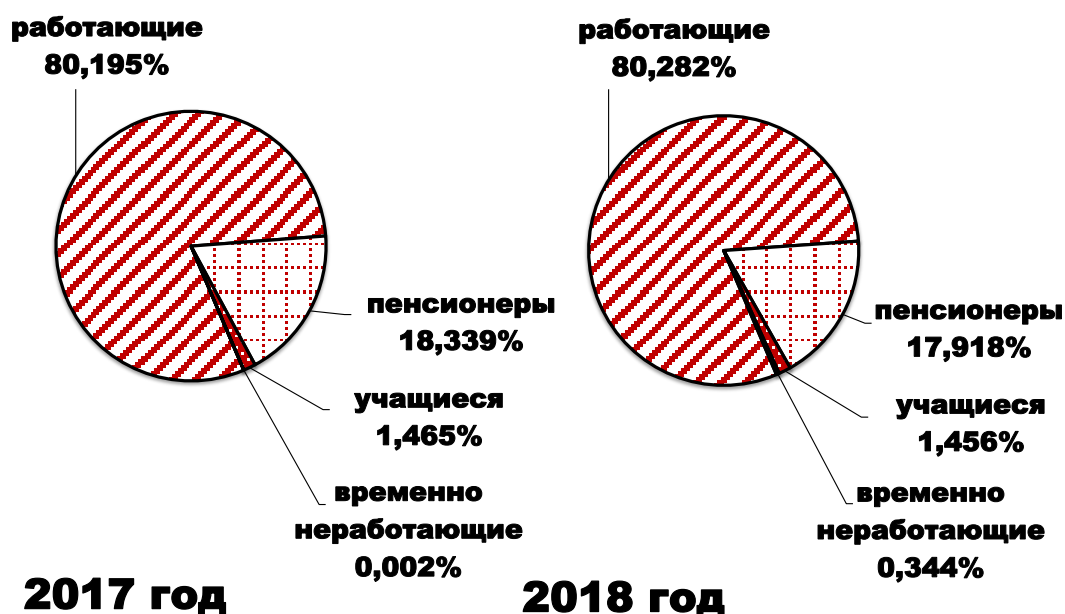 работающие
80,195%
пенсионеры
18,339%
учащиеся
1,465%
временно
неработающие
0,002%
2017 год
работающие
80,282%
пенсионеры
17,918%
учащиеся
1,456%
временно
неработающие
0,344%
2018 год